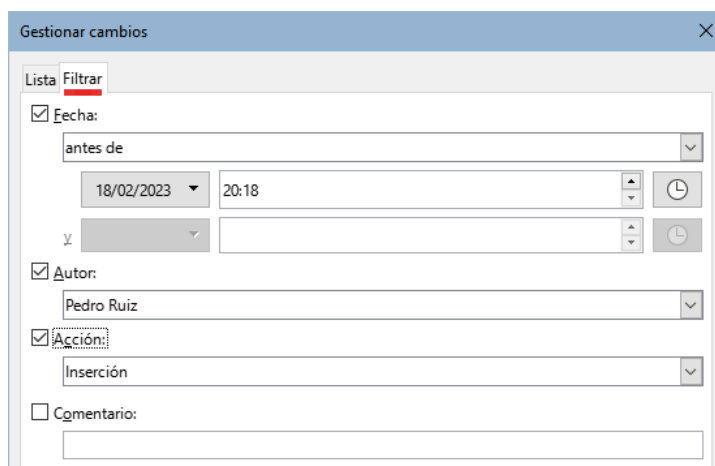 Gestionar cambios
Lista Filtrar
Fecha:
antes de
18/02/2023 20:18
y
Autor:
Pedro Ruiz
Acción:
Inserción
Comentario: